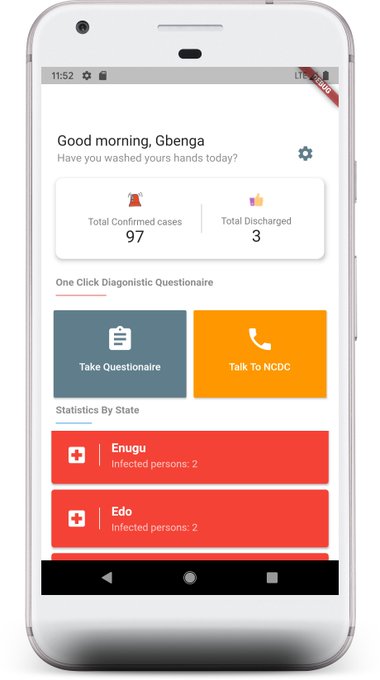 11:52
LTE
DEBUG
Good morning, Gbenga
Have you washed yours hands today?
Total Confirmed cases
97
Total Discharged
3
One Click Diagonistic Questionaire
Take Questionaire
Talk To NCDC
Statistics By State
Enugu
Infected persons: 2
Edo
Infected persons: 2